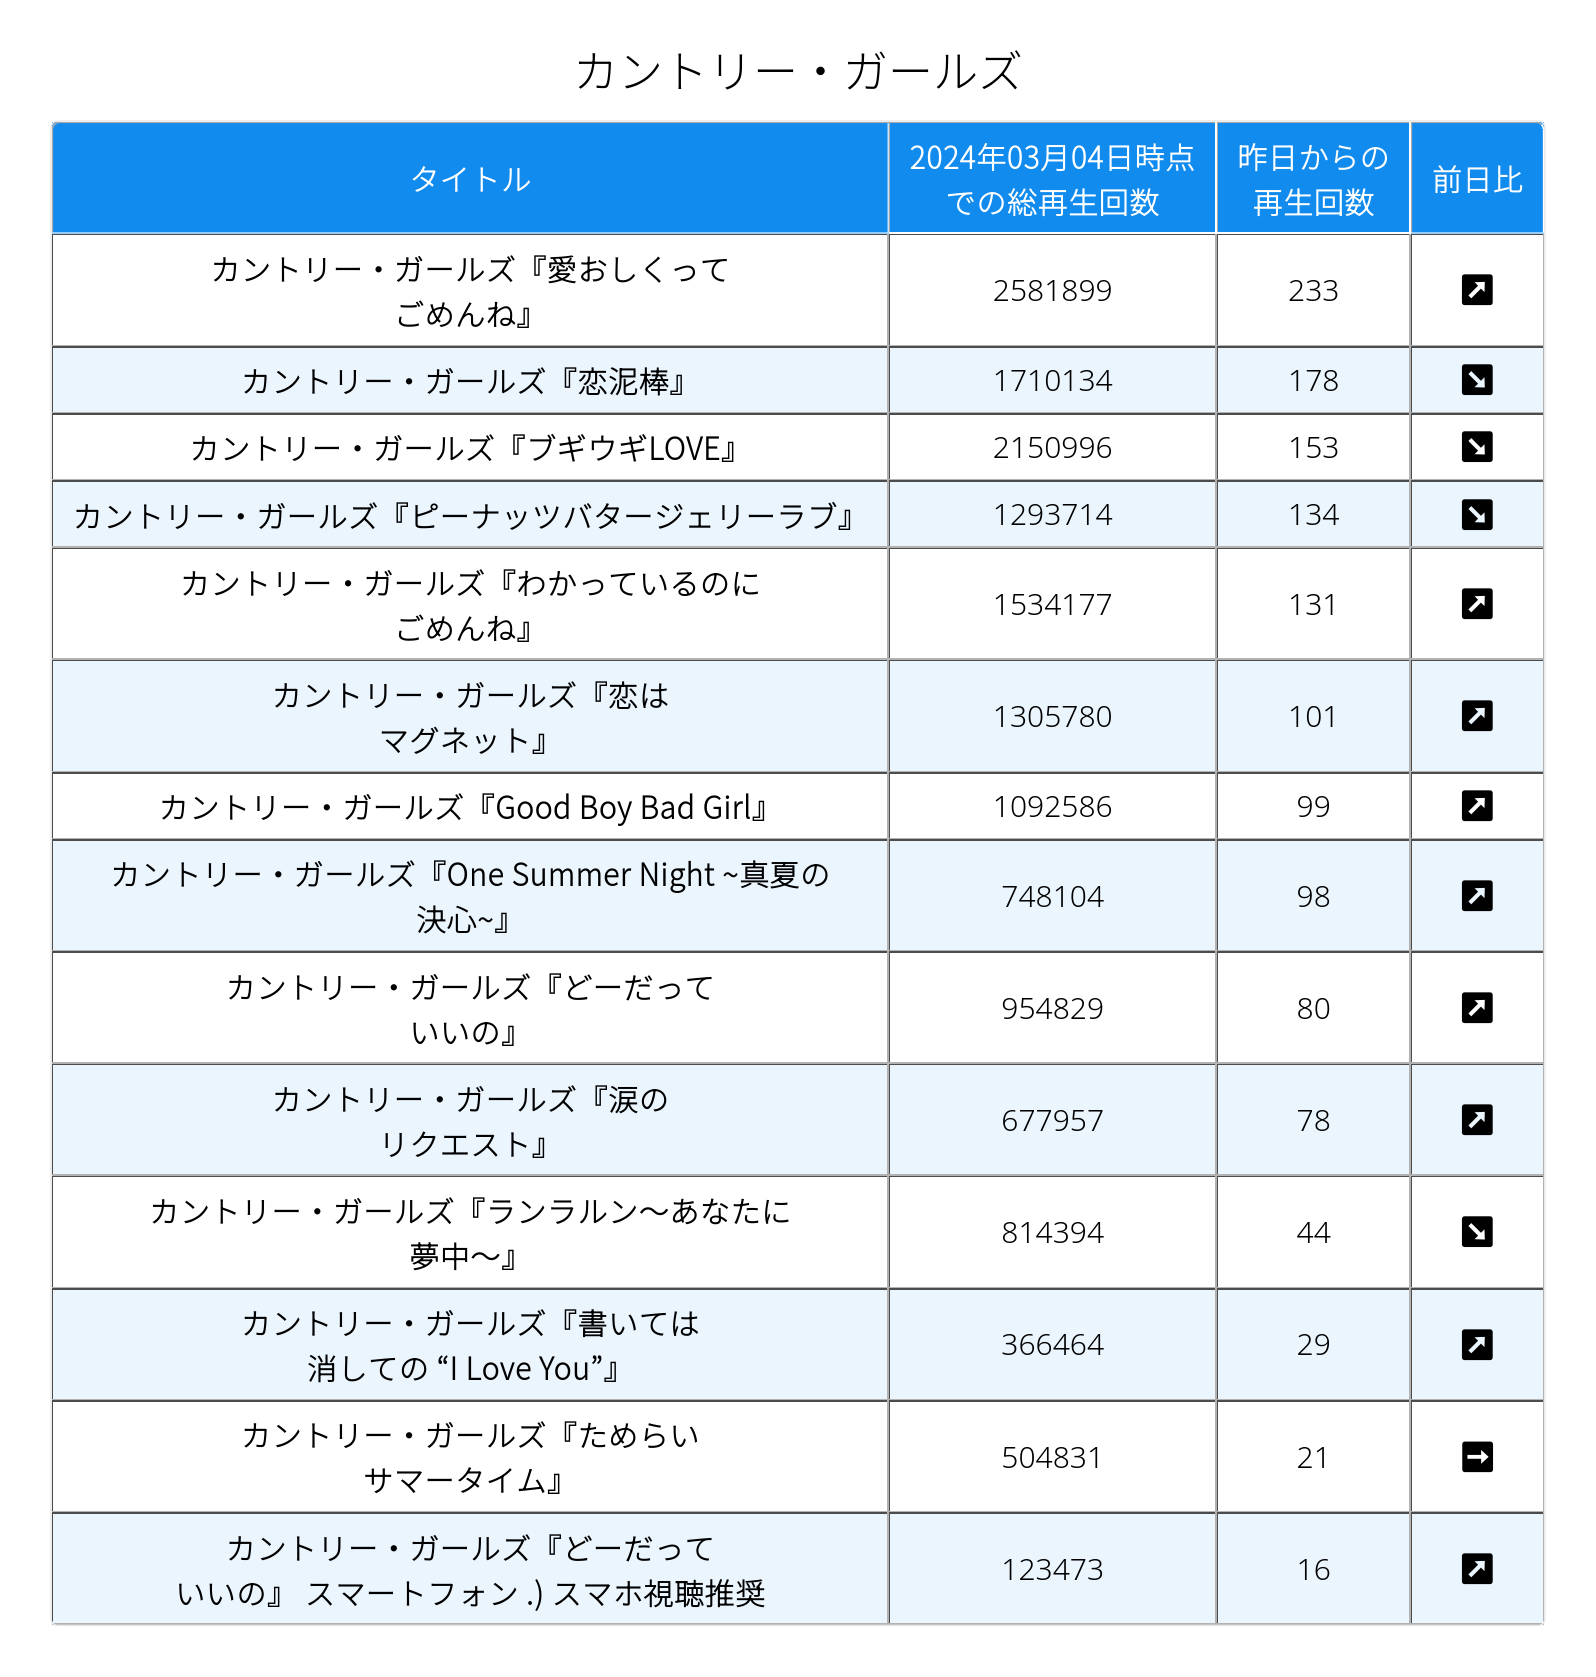 カントリー・ガールズ
タイトル
2024年03月04日時点
での総再生回数
昨日からの
再生回数
前日比
カントリー・ガールズ『愛おしくって
ごめんね』
2581899
233
カントリー・ガールズ『恋泥棒』
1710134
178
カントリー・ガールズ『ブギウギLOVE』
2150996
153
カントリー・ガールズ『ピーナッツバタージェリーラブ』
1293714
134
カントリー・ガールズ『わかっているのに
ごめんね』
1534177
131
カントリー・ガールズ『恋は
マグネット』
1305780
101
カントリー・ガールズ『Good Boy Bad Girl』
1092586
99
カントリー・ガールズ『One Summer Night ~真夏の
決心~』
748104
98
カントリー・ガールズ『どーだって
いいの』
954829
80
カントリー・ガールズ『涙の
リクエスト』
677957
78
カントリー・ガールズ『ランラルン～あなたに
夢中～』
814394
44
カントリー・ガールズ『書いては
消しての “I Love You”』
366464
29
カントリー・ガールズ『ためらい
サマータイム』
504831
21
カントリー・ガールズ『どーだって
いいの』 スマートフォン .) スマホ視聴推奨
123473
16